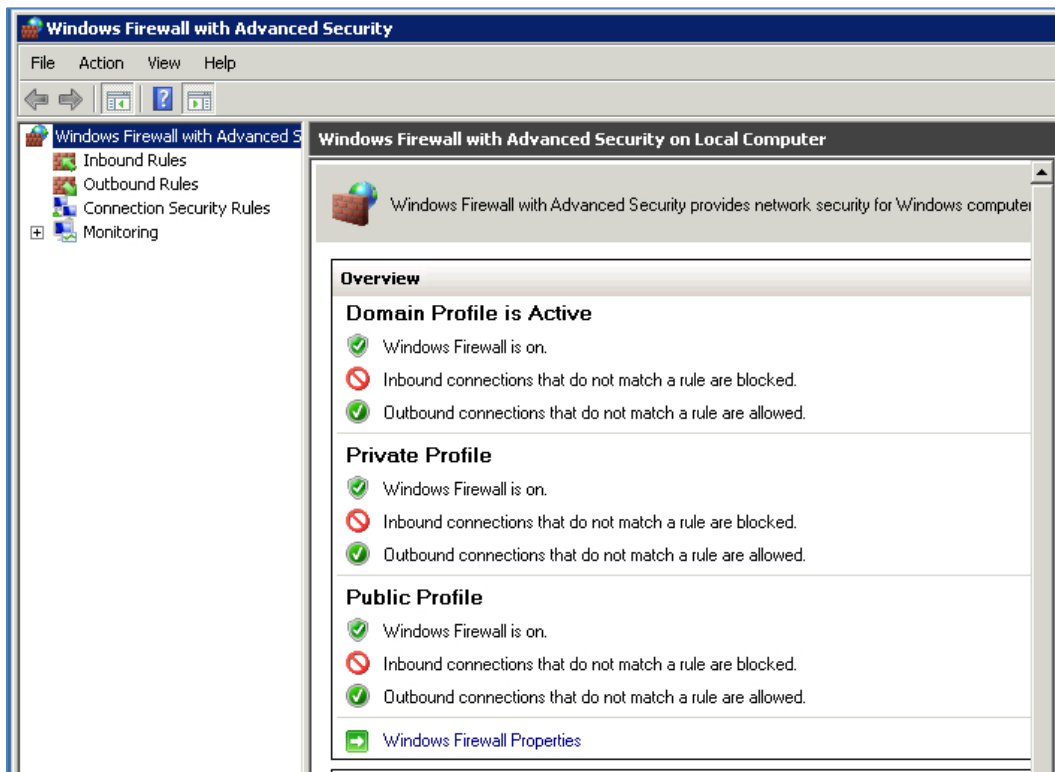 Windows Firewall with Advanced Security
File Action View Help
Windows Firewall with Advanced S
Inbound Rules
Outbound Rules
Connection Security Rules
Monitoring
Windows Firewall with Advanced Security on Local Computer
Windows Firewall with Advanced Security provides network security for Windows computer
Overview
Domain Profile is Active
Windows Firewall is on.
Inbound connections that do not match a rule are blocked.
Outbound connections that do not match a rule are allowed.
Private Profile
Windows Firewall is on.
Inbound connections that do not match a rule are blocked.
Outbound connections that do not match a rule are allowed.
Public Profile
Windows Firewall is on.
Inbound connections that do not match a rule are blocked.
Outbound connections that do not match a rule are allowed.
Windows Firewall Properties